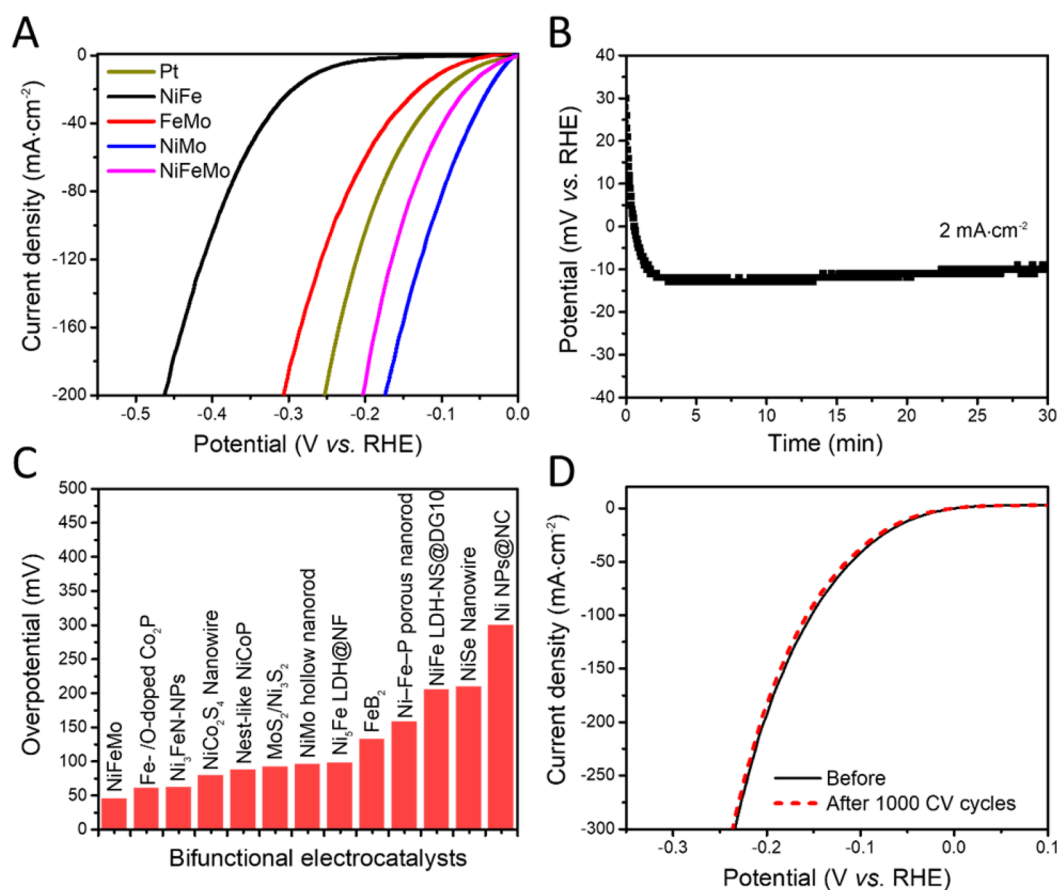 A
0
-40
-80
-120
-160
-200
Current density (mA·cm⁻²)
Pt
NiFe
FeMo
NiMo
NiFeMo
-0.5
-0.4
-0.3
-0.2
-0.1
0.0
Potential (V vs. RHE)
B
40
30
20
10
0
-10
-20
-30
-40
Potential (mV vs. RHE)
2 mA·cm⁻²
0
5
10
15
20
25
30
Time (min)
C
500
450
400
350
300
250
200
150
100
50
0
Overpotential (mV)
NiFeMo
Fe- /O-doped Co₂P
Ni₃FeN-NPs
NiCo₂S₄ Nanowire
Nest-like NiCoP
MoS₂/Ni₃S₂
NiMo hollow nanorod
Ni₅Fe LDH@NF
FeB₂
Ni–Fe–P porous nanorod
NiFe LDH-NS@DG10
NiSe Nanowire
Ni NPs@NC
Bifunctional electrocatalysts
D
0
-50
-100
-150
-200
-250
-300
Current density (mA·cm⁻²)
Before
After 1000 CV cycles
-0.3
-0.2
-0.1
0.0
0.1
Potential (V vs. RHE)